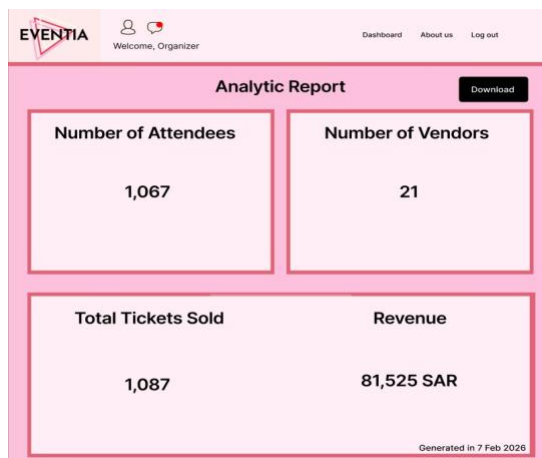 EVENTIA
Welcome, Organizer
Dashboard About us Log out
Analytic Report
Download
Number of Attendees
1,067
Number of Vendors
21
Total Tickets Sold
1,087
Revenue
81,525 SAR
Generated in 7 Feb 2026